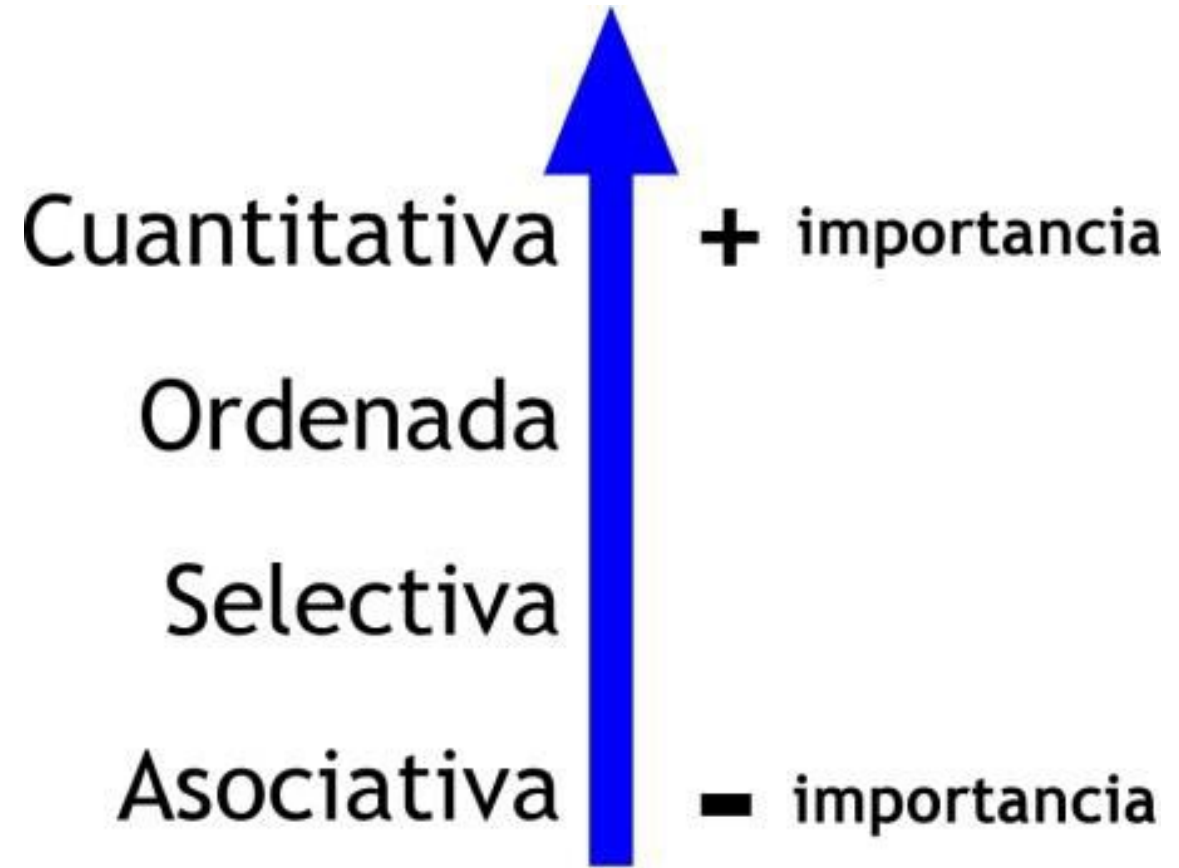 Cuantitativa + importancia
Ordenada
Selectiva
Asociativa - importancia